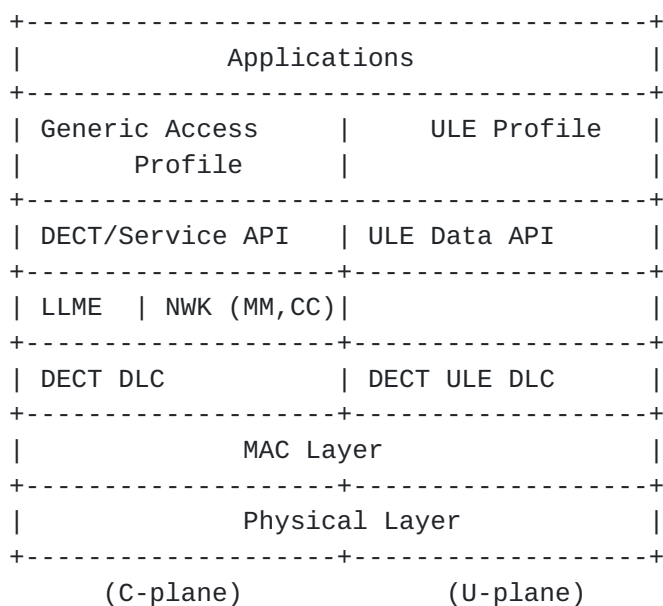 +----------------------------------------+
|             Applications               |
+----------------------------------------+
| Generic Access     |     ULE Profile   |
|       Profile      |                   |
+----------------------------------------+
| DECT/Service API   | ULE Data API      |
+--------------------+-------------------+
| LLME  | NWK (MM,CC)|                   |
+--------------------+-------------------+
| DECT DLC           | DECT ULE DLC      |
+--------------------+-------------------+
|              MAC Layer                 |
+--------------------+-------------------+
|              Physical Layer            |
+--------------------+-------------------+
      (C-plane)             (U-plane)